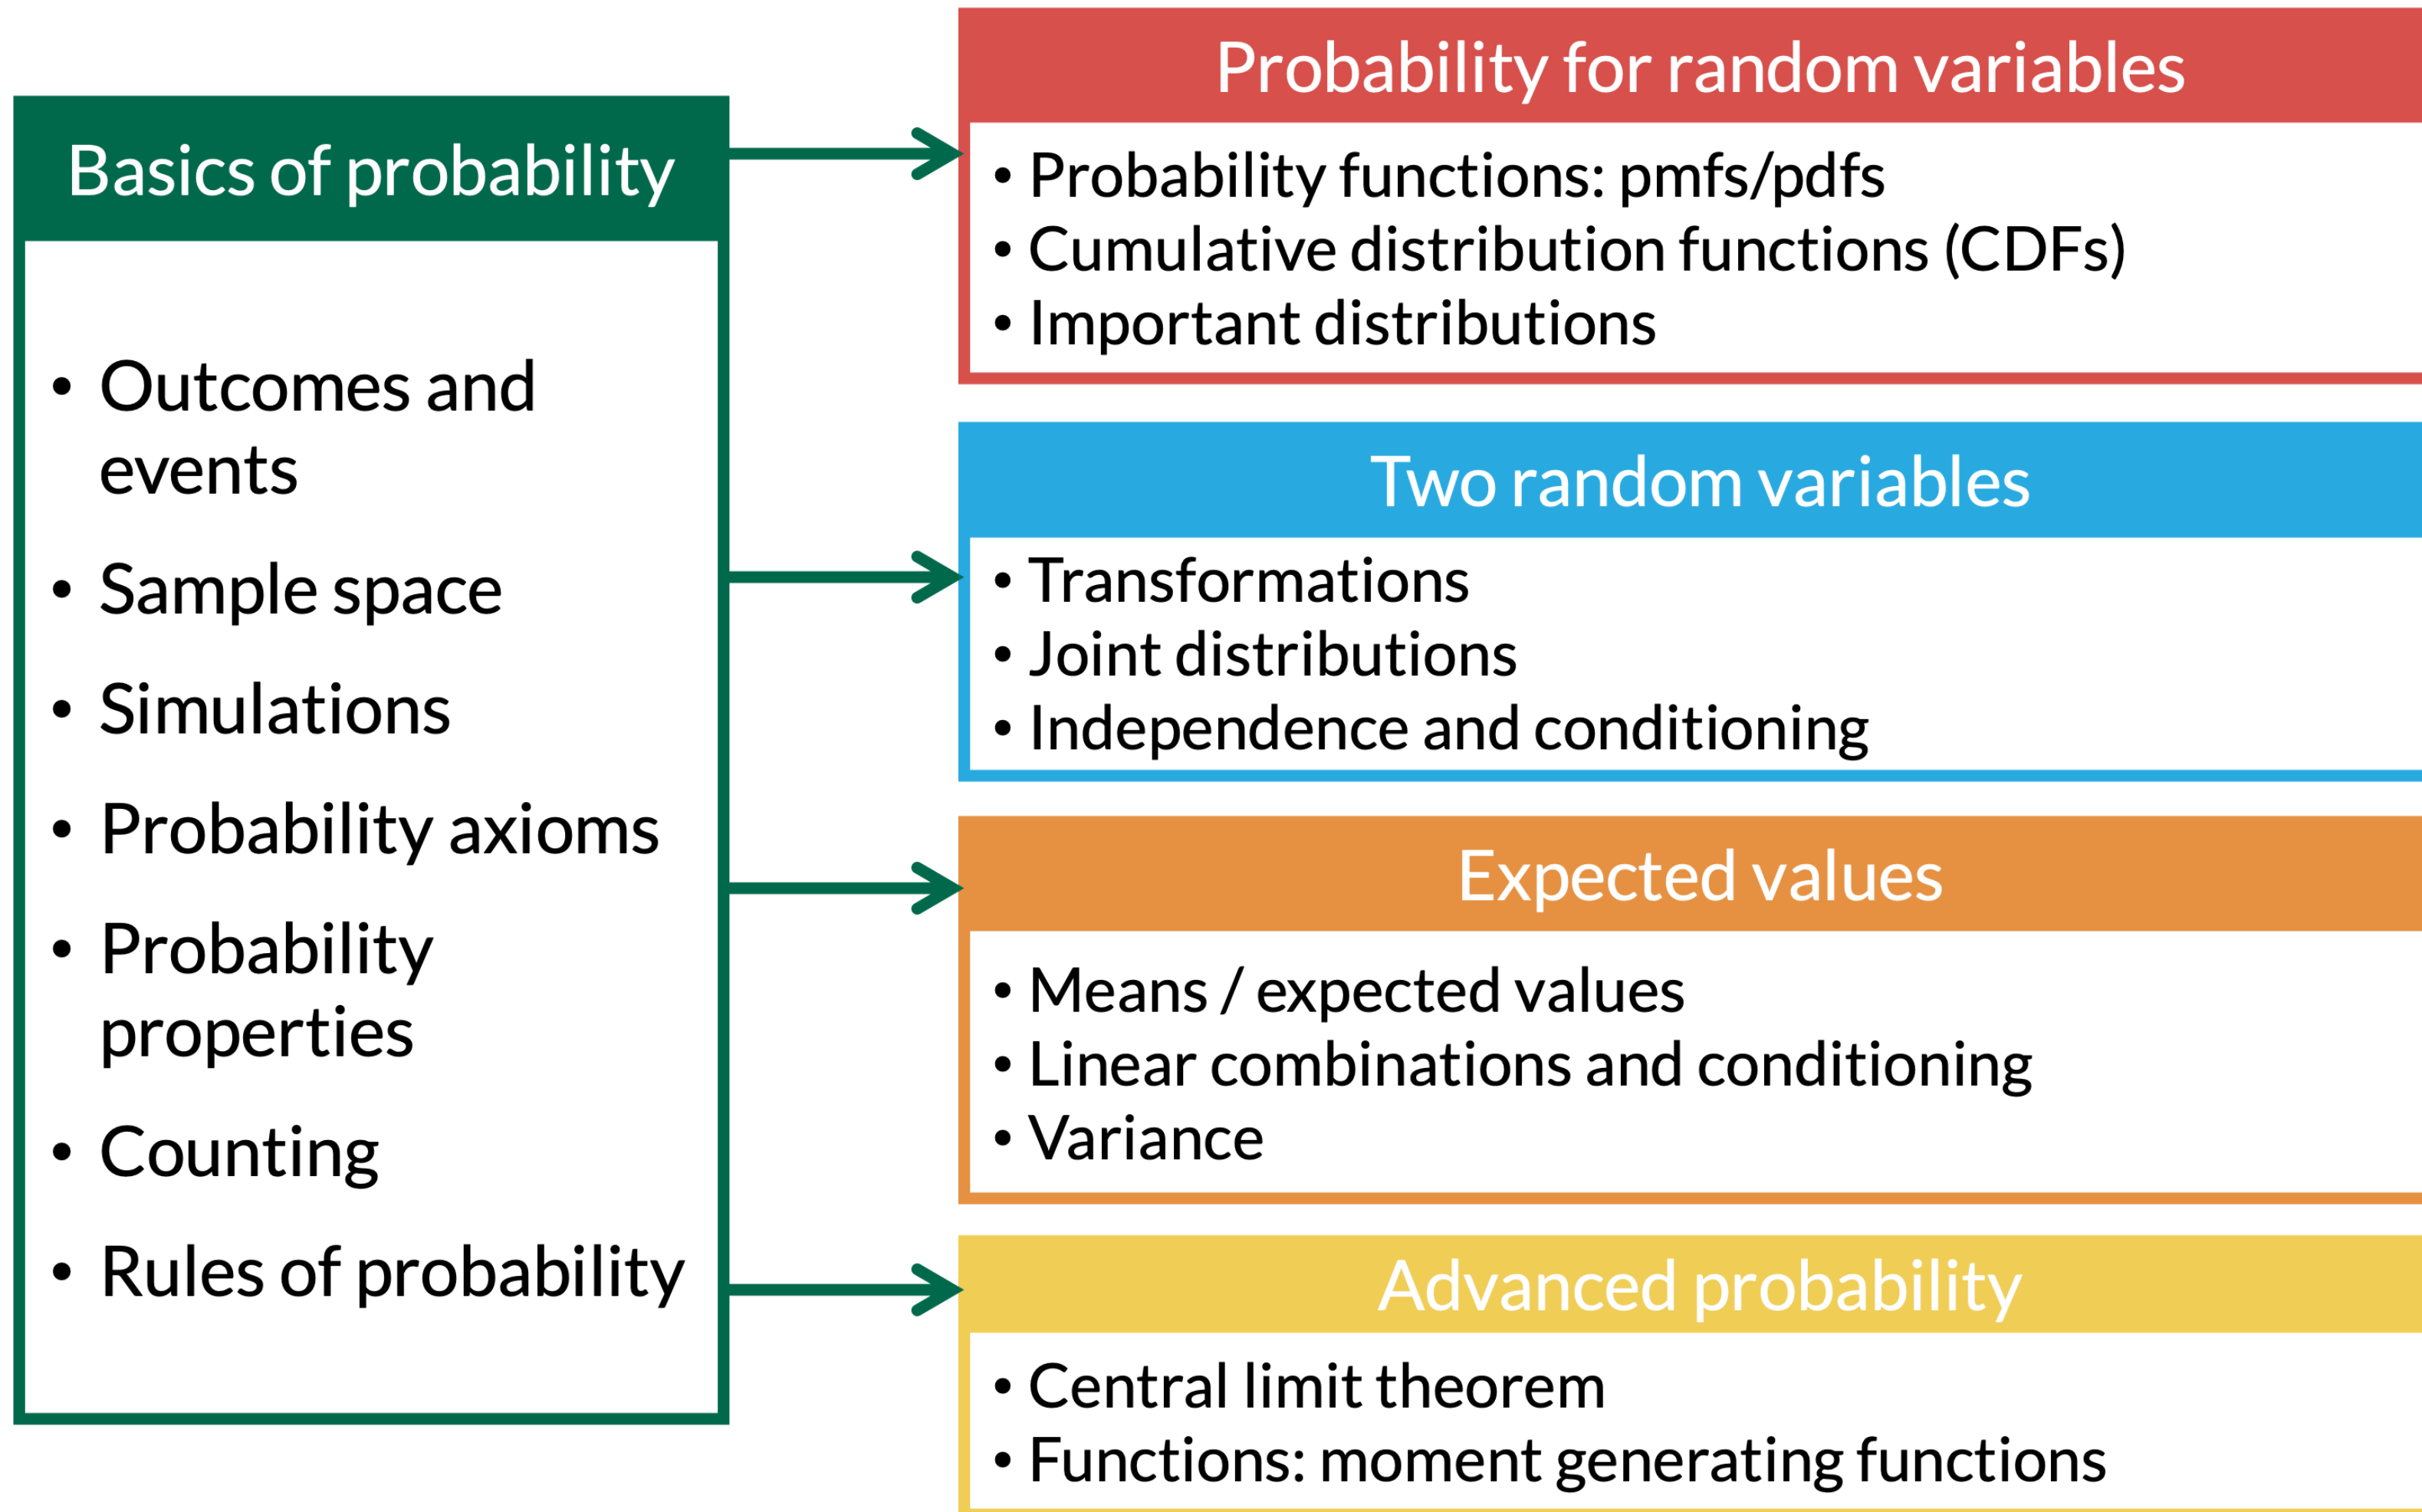 Basics of probability
• Outcomes and
events
• Sample space
• Simulations
• Probability axioms
• Probability
properties
• Counting
• Rules of probability
Probability for random variables
• Probability functions: pmfs/pdfs
• Cumulative distribution functions (CDFs)
• Important distributions
Two random variables
• Transformations
• Joint distributions
• Independence and conditioning
Expected values
• Means / expected values
• Linear combinations and conditioning
• Variance
Advanced probability
• Central limit theorem
• Functions: moment generating functions